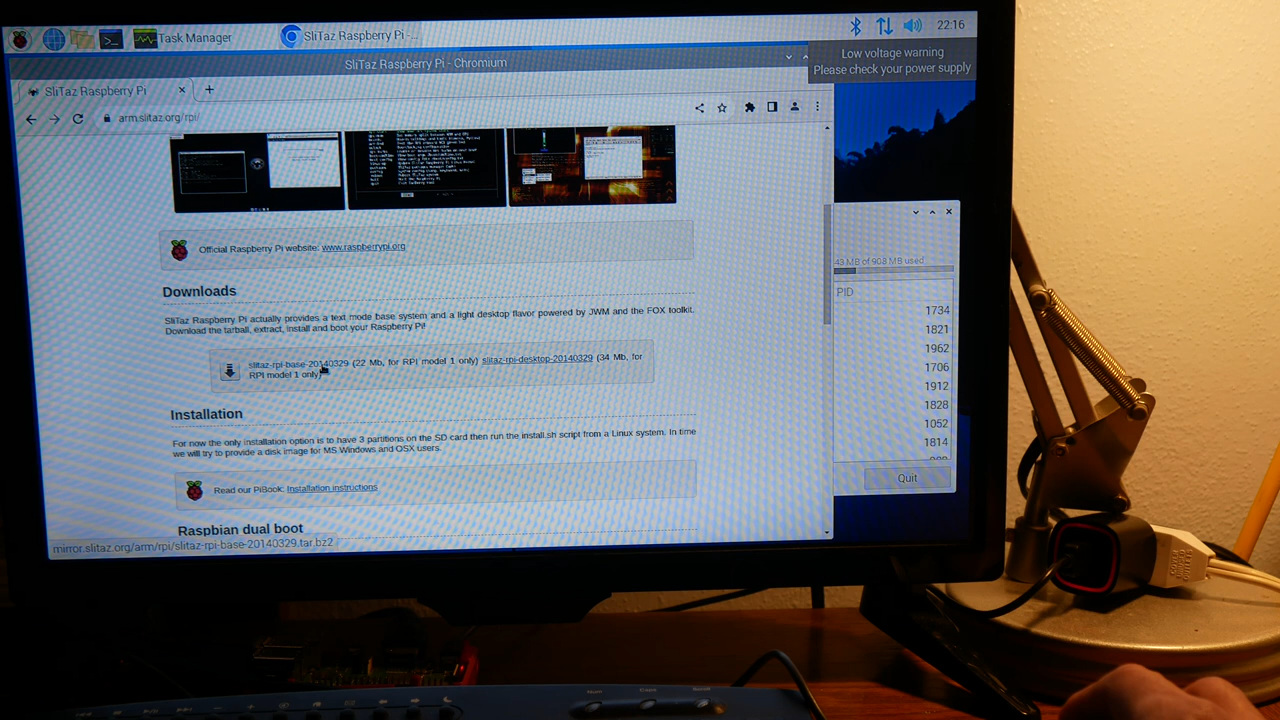 Task Manager
SliTaz Raspberry Pi -...
22:16
SliTaz Raspberry Pi - Chromium
Low voltage warning
Please check your power supply
SliTaz Raspberry Pi
arm.slitaz.org/rpi/
Official Raspberry Pi website: www.raspberrypi.org
Downloads
SliTaz Raspberry Pi actually provides a text mode base system and a light desktop flavor powered by JWM and the FOX toolkit.
Download the tarball, extract, install and boot your Raspberry Pi!
slitaz-rpi-base-20140329 (22 Mb, for RPI model 1 only) slitaz-rpi-desktop-20140329 (34 Mb, for
RPI model 1 only)
Installation
For now the only installation option is to have 3 partitions on the SD card then run the install.sh script from a Linux system. In time
we will try to provide a disk image for MS Windows and OSX users.
Read our PiBook: Installation instructions
Raspbian dual boot
mirror.slitaz.org/arm/rpi/slitaz-rpi-base-20140329.tar.bz2
43 MB of 908 MB used
PID
1734
1821
1962
1706
1912
1828
1052
1814
Quit